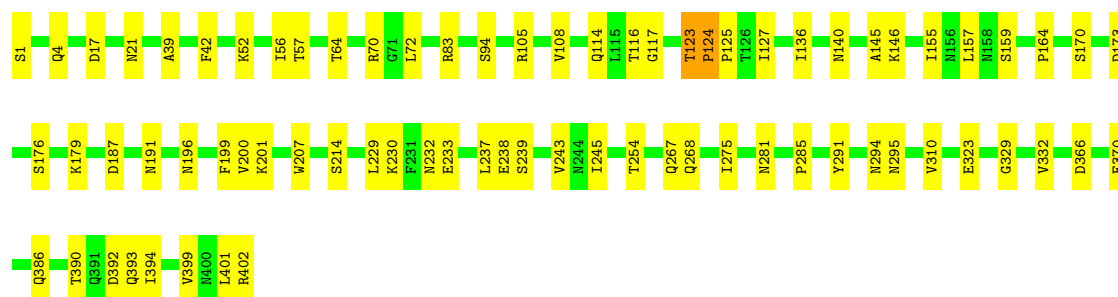 S1 Q4 D17 N21 A39 F42 K52 I56 T57 T64 R70 G71 L72 R83 S94 R105 V108 Q114 L115 T116 G117 T123 P124 P125 T126 I127 I136 N140 A145 K146 I155 N156 L157 N158 S159 P164 S170 D173
S176 K179 D187 N191 N196 F199 V200 K201 W207 S214 L229 K230 F231 N232 E233 L237 E238 S239 V243 N244 I245 T254 Q267 Q268 I275 N281 P285 Y291 N294 N295 V310 E323 G329 V332 D366
Q386 T390 Q391 D392 Q393 I394 V399 N400 L401 R402